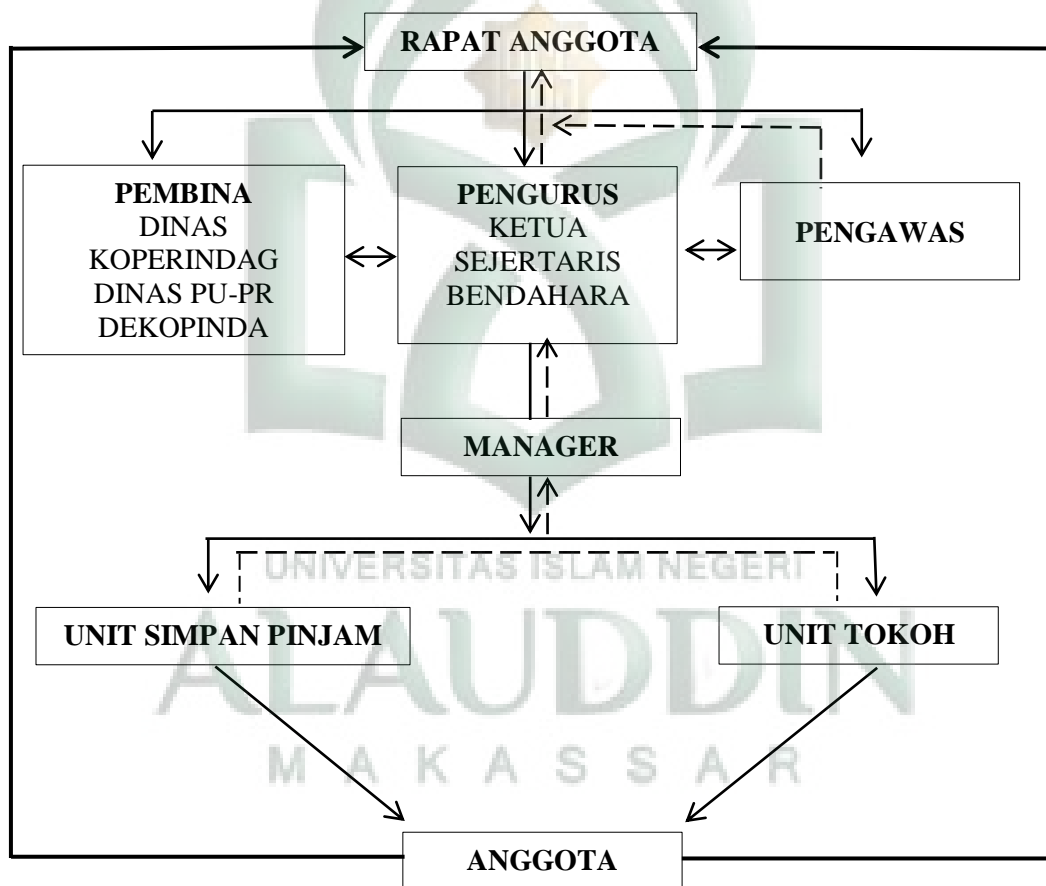 RAPAT ANGGOTA
PEMBINA
DINAS
KOPERINDAG
DINAS PU-PR
DEKOPINDA
PENGURUS
KETUA
SEJERTARIS
BENDAHARA
PENGAWAS
MANAGER
UNIVERSITAS ISLAM NEGERI
UNIT SIMPAN PINJAM
UNIT TOKOH
ALAUDDIN
MAKASSAR
ANGGOTA